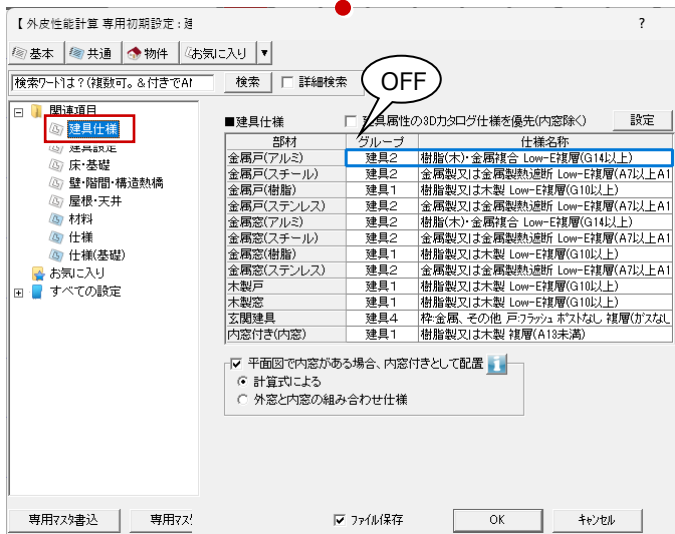 【 外皮性能計算 専用初期設定 : 建
?
基本 共通 物件 お気に入り ▼
検索ワードは？(複数可。＆付きでAN 検索 詳細検索
OFF
関連項目
建具仕様
建具設定
床・基礎
壁・階間・構造熱橋
屋根・天井
材料
仕様
仕様(基礎)
お気に入り
すべての設定
■建具仕様 建具属性の3Dカタログ仕様を優先(内窓除く) 設定
部材 グループ 仕様名称
金属戸(アルミ) 建具2 樹脂(木)・金属複合 Low-E複層(G14以上)
金属戸(スチール) 建具2 金属製又は金属製熱遮断 Low-E複層(A7以上A1
金属戸(樹脂) 建具1 樹脂製又は木製 Low-E複層(G10以上)
金属戸(ステンレス) 建具2 金属製又は金属製熱遮断 Low-E複層(A7以上A1
金属窓(アルミ) 建具2 樹脂(木)・金属複合 Low-E複層(G14以上)
金属窓(スチール) 建具2 金属製又は金属製熱遮断 Low-E複層(A7以上A1
金属窓(樹脂) 建具1 樹脂製又は木製 Low-E複層(G10以上)
金属窓(ステンレス) 建具2 金属製又は金属製熱遮断 Low-E複層(A7以上A1
木製戸 建具1 樹脂製又は木製 Low-E複層(G10以上)
木製窓 建具1 樹脂製又は木製 Low-E複層(G10以上)
玄関建具 建具4 枠:金属、その他 戸:フラッシュ ポストなし 複層(ガスなし
内窓付き(内窓) 建具1 樹脂製又は木製 複層(A13未満)
平面図で内窓がある場合、内窓付きとして配置
計算式による
外窓と内窓の組み合わせ仕様
専用マスタ書込 専用マス ファイル保存 OK キャンセル